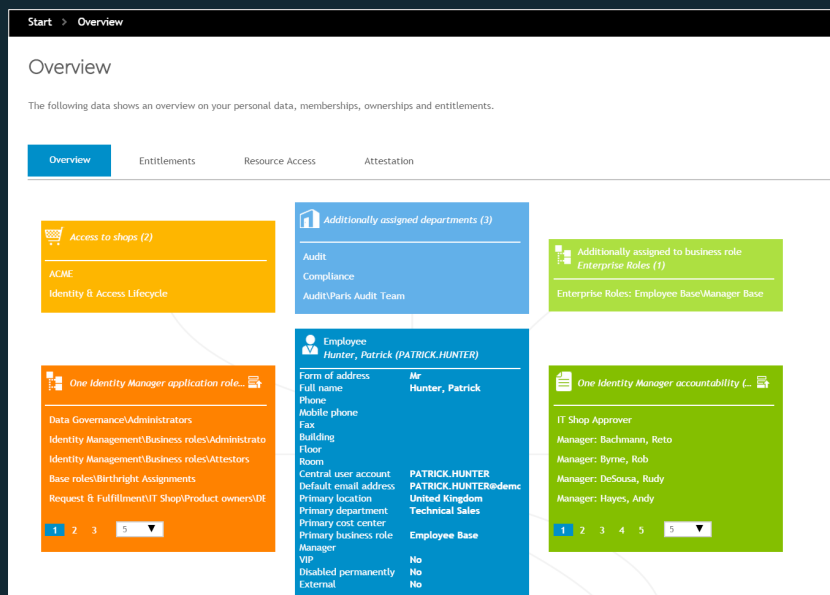 Start > Overview
Overview
The following data shows an overview on your personal data, memberships, ownerships and entitlements.
Overview Entitlements Resource Access Attestation
Access to shops (2)
ACME
Identity & Access Lifecycle
Additionally assigned departments (3)
Audit
Compliance
Audit\Paris Audit Team
Additionally assigned to business role
Enterprise Roles (1)
Enterprise Roles: Employee Base\Manager Base
One Identity Manager application role...
Data Governance\Administrators
Identity Management\Business roles\Administrato
Identity Management\Business roles\Attestors
Base roles\Birthright Assignments
Request & Fulfillment\IT Shop\Product owners\DE
1 2 3 5 ▼
Employee
Hunter, Patrick (PATRICK.HUNTER)
Form of address Mr
Full name Hunter, Patrick
Phone
Mobile phone
Fax
Building
Floor
Room
Central user account PATRICK.HUNTER
Default email address PATRICK.HUNTER@demc
Primary location United Kingdom
Primary department Technical Sales
Primary cost center
Primary business role Employee Base
Manager
VIP No
Disabled permanently No
External No
One Identity Manager accountability (...
IT Shop Approver
Manager: Bachmann, Reto
Manager: Byrne, Rob
Manager: DeSousa, Rudy
Manager: Hayes, Andy
1 2 3 4 5 5 ▼